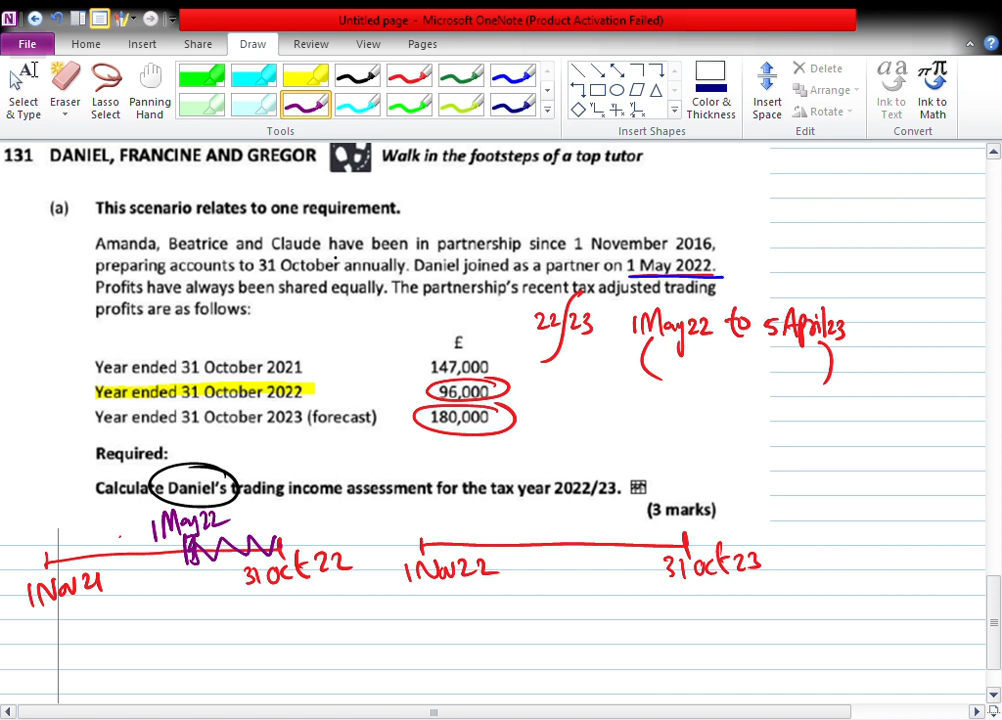 Untitled page - Microsoft OneNote (Product Activation Failed)
File Home Insert Share Draw Review View Pages
Select & Type
Eraser
Lasso Select
Panning Hand
Color & Thickness
Insert Space
Delete
Arrange
Rotate
Ink to Text
Ink to Math
Tools Insert Shapes Edit Convert
131 DANIEL, FRANCINE AND GREGOR Walk in the footsteps of a top tutor
(a) This scenario relates to one requirement.
Amanda, Beatrice and Claude have been in partnership since 1 November 2016,
preparing accounts to 31 October annually. Daniel joined as a partner on 1 May 2022.
Profits have always been shared equally. The partnership's recent tax adjusted trading
profits are as follows:
22/23 1May22 to 5April23
£
Year ended 31 October 2021 147,000
Year ended 31 October 2022 96,000
Year ended 31 October 2023 (forecast) 180,000
Required:
Calculate Daniel's trading income assessment for the tax year 2022/23.
(3 marks)
1May22
1Nov21 31 Oct 22 1Nov22 31 Oct 23